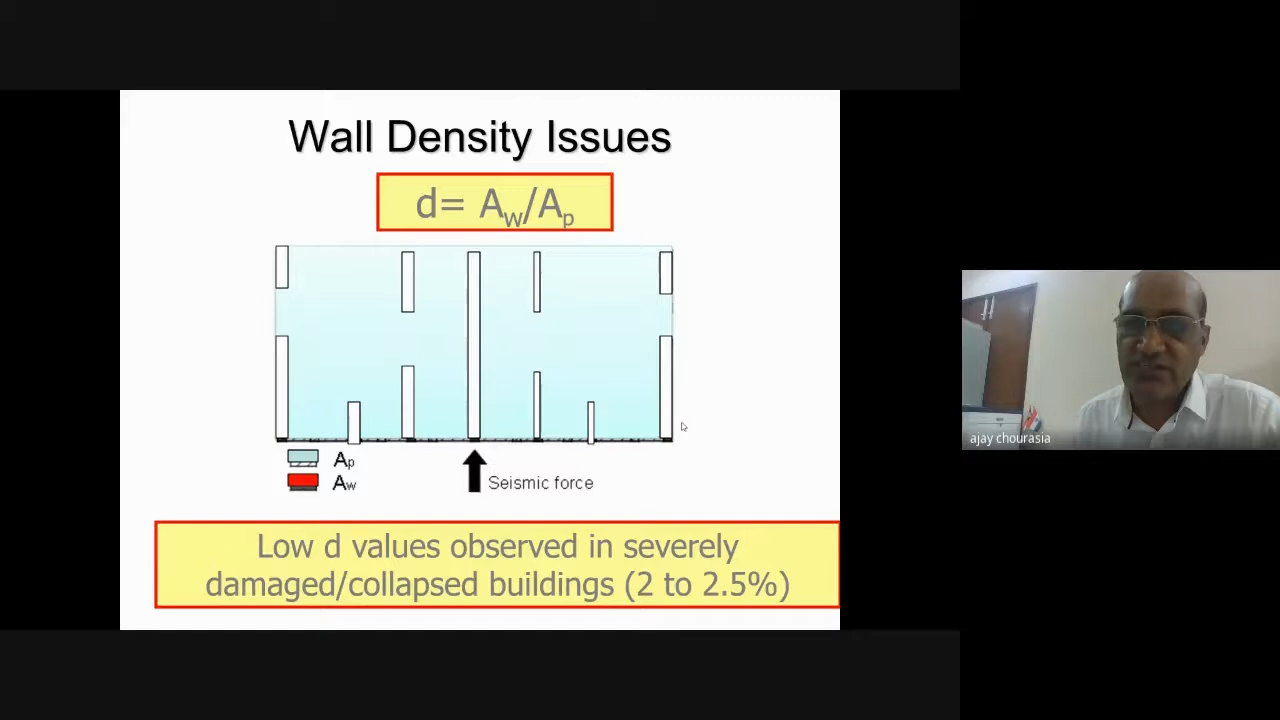 Wall Density Issues
d= Aw/Ap
Ap
Aw
Seismic force
Low d values observed in severely
damaged/collapsed buildings (2 to 2.5%)
ajay chourasia